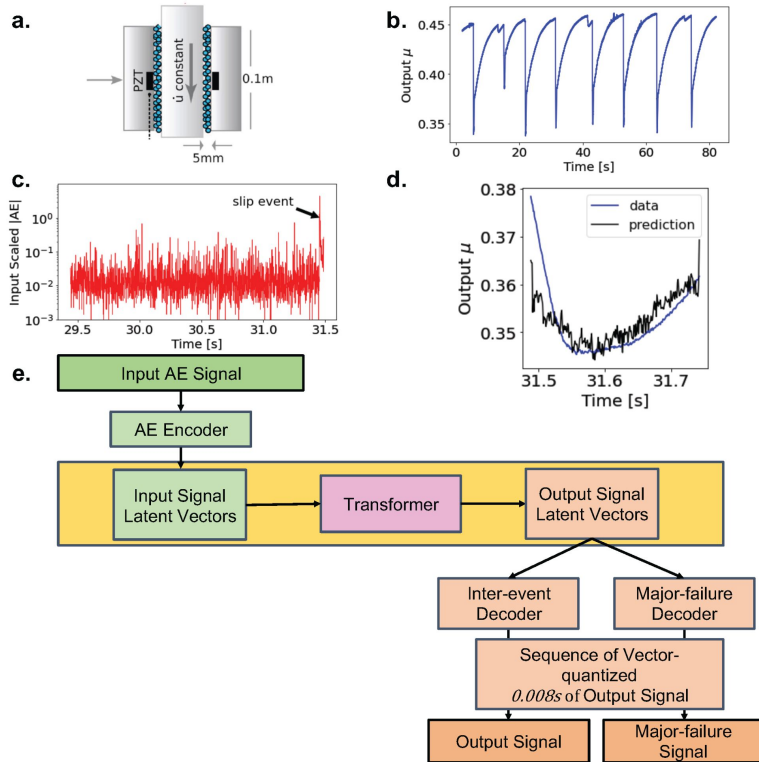 a.
PZT
u̇ constant
0.1m
5mm
b.
Output μ
0.45
0.40
0.35
0
20
40
60
80
Time [s]
c.
Input Scaled |AE|
slip event
10⁰
10⁻¹
10⁻²
10⁻³
29.5
30.0
30.5
31.0
31.5
Time [s]
d.
Output μ
0.38
0.37
0.36
0.35
data
prediction
31.5
31.6
31.7
Time [s]
e.
Input AE Signal
AE Encoder
Input Signal
Latent Vectors
Transformer
Output Signal
Latent Vectors
Inter-event
Decoder
Major-failure
Decoder
Sequence of Vector-
quantized
0.008s of Output Signal
Output Signal
Major-failure
Signal